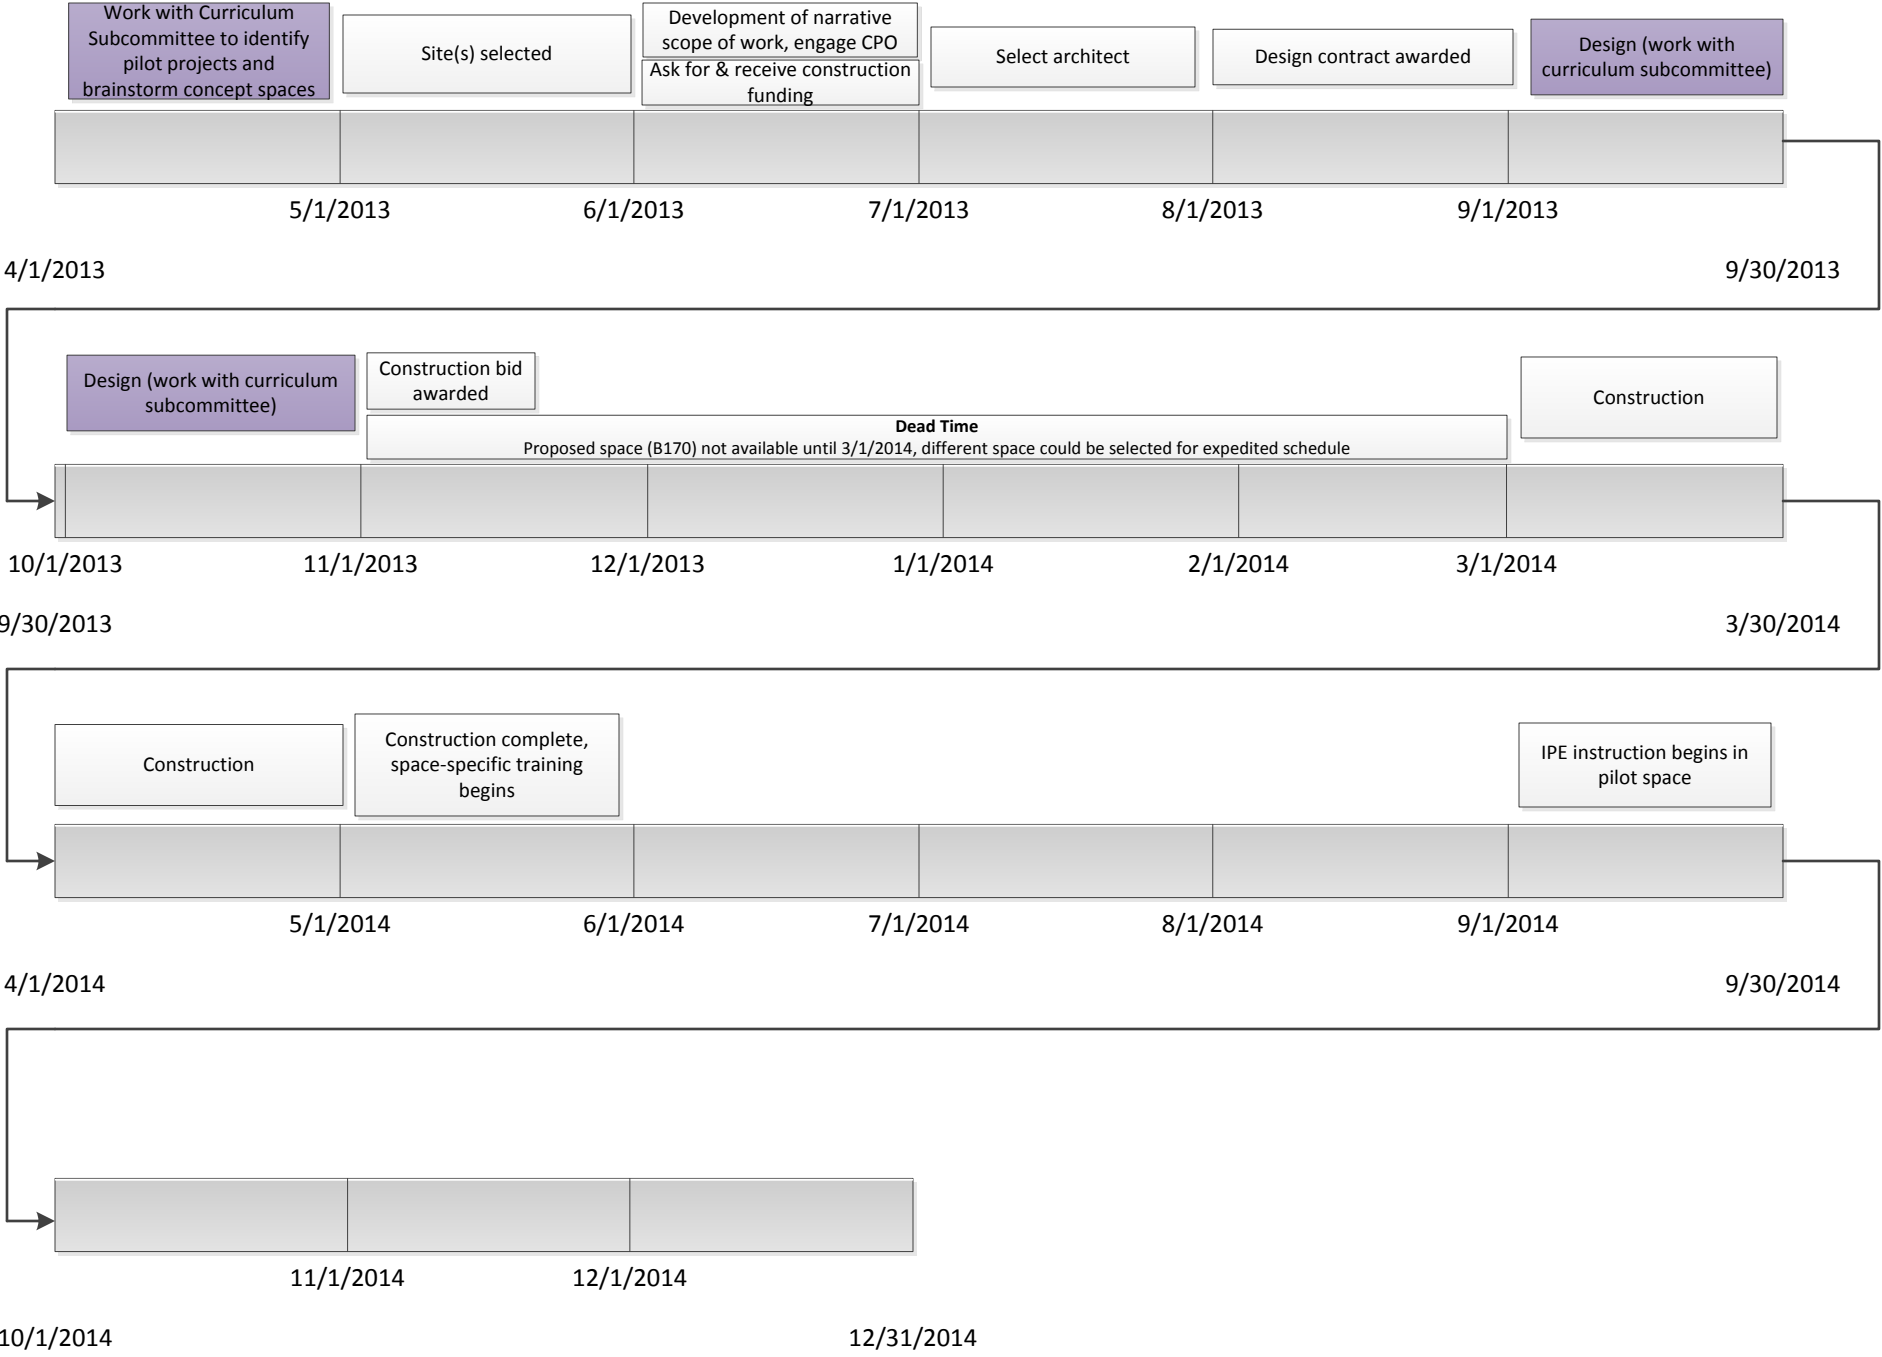 Work with Curriculum
Subcommittee to identify
pilot projects and
brainstorm concept spaces
Site(s) selected
Development of narrative
scope of work, engage CPO
Ask for & receive construction
funding
Select architect
Design contract awarded
Design (work with
curriculum subcommittee)
5/1/2013
6/1/2013
7/1/2013
8/1/2013
9/1/2013
4/1/2013
9/30/2013
Design (work with curriculum
subcommittee)
Construction bid
awarded
Dead Time
Proposed space (B170) not available until 3/1/2014, different space could be selected for expedited schedule
Construction
10/1/2013
11/1/2013
12/1/2013
1/1/2014
2/1/2014
3/1/2014
9/30/2013
3/30/2014
Construction
Construction complete,
space-specific training
begins
IPE instruction begins in
pilot space
5/1/2014
6/1/2014
7/1/2014
8/1/2014
9/1/2014
4/1/2014
9/30/2014
11/1/2014
12/1/2014
10/1/2014
12/31/2014